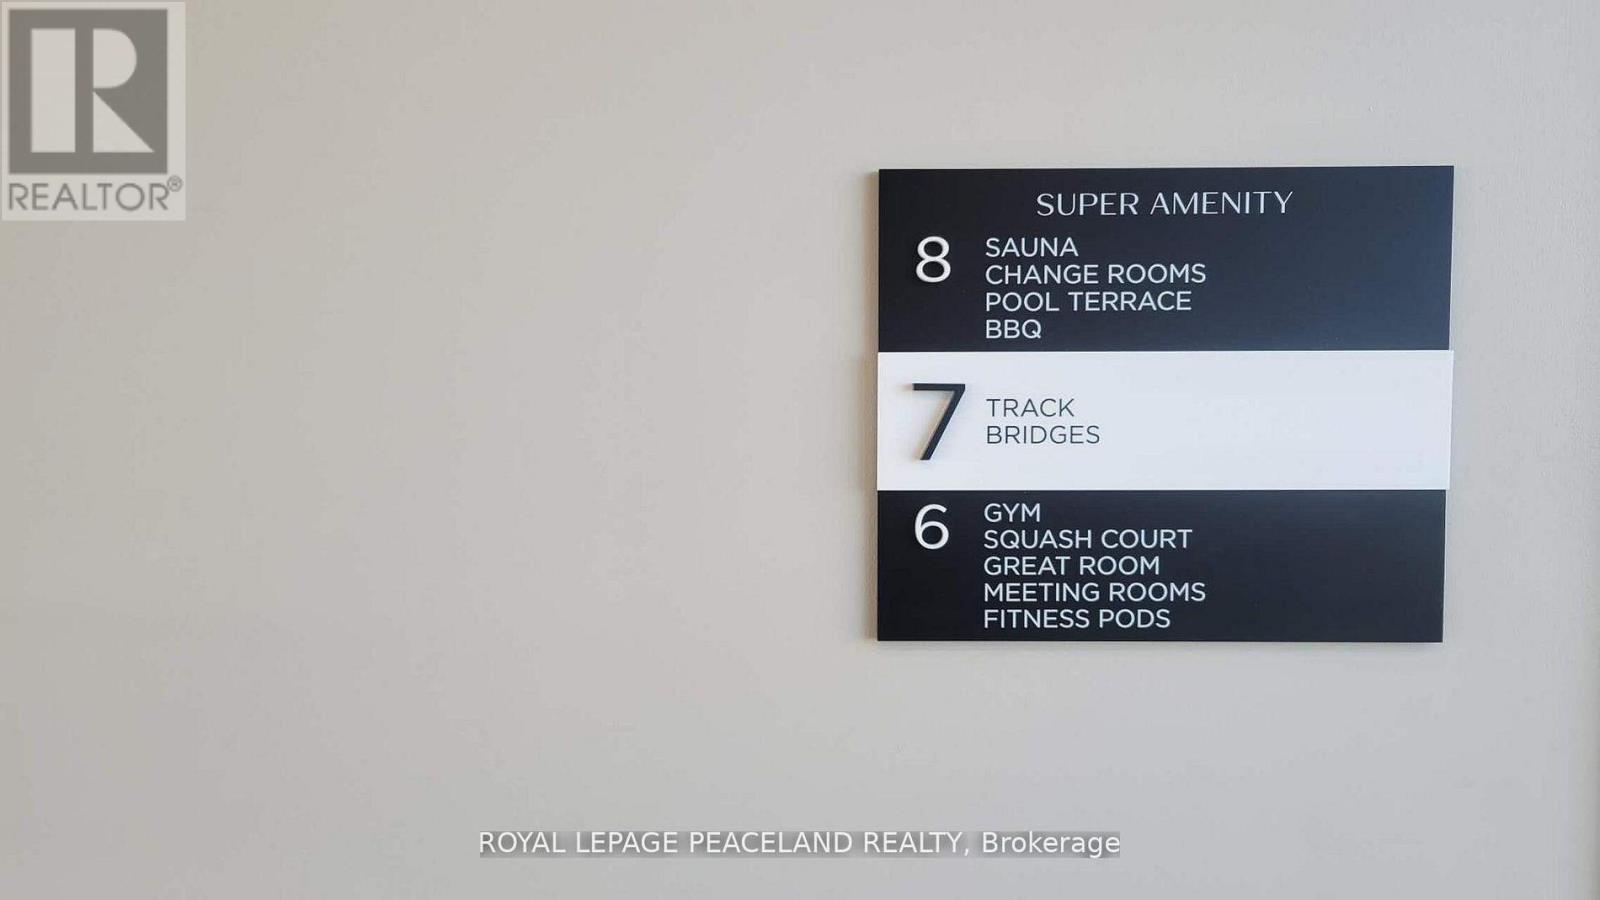 REALTOR®
SUPER AMENITY
8
SAUNA
CHANGE ROOMS
POOL TERRACE
BBQ
7
TRACK
BRIDGES
6
GYM
SQUASH COURT
GREAT ROOM
MEETING ROOMS
FITNESS PODS
ROYAL LEPAGE PEACELAND REALTY, Brokerage